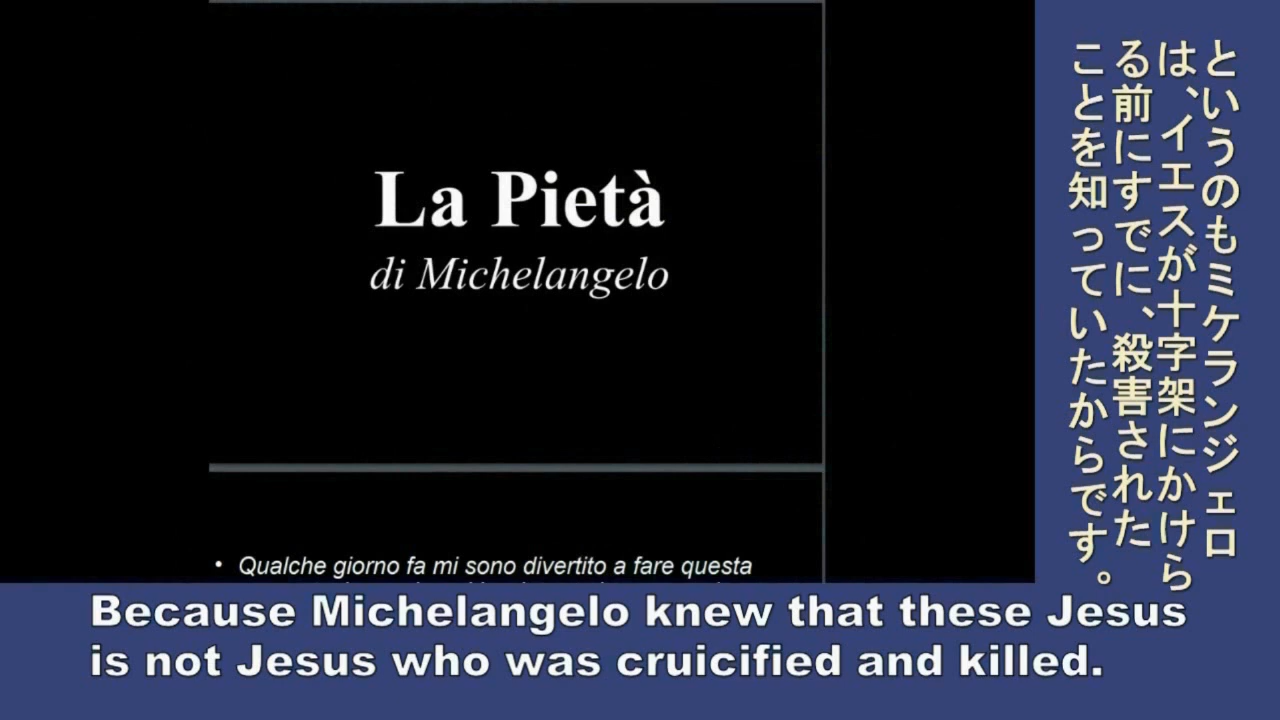 La Pietà
di Michelangelo
• Qualche giorno fa mi sono divertito a fare questa
Because Michelangelo knew that these Jesus
is not Jesus who was cruicified and killed.
というのもミケランジェロ
は、イエスが十字架にかけら
る前にすでに、殺害された
ことを知っていたからです。